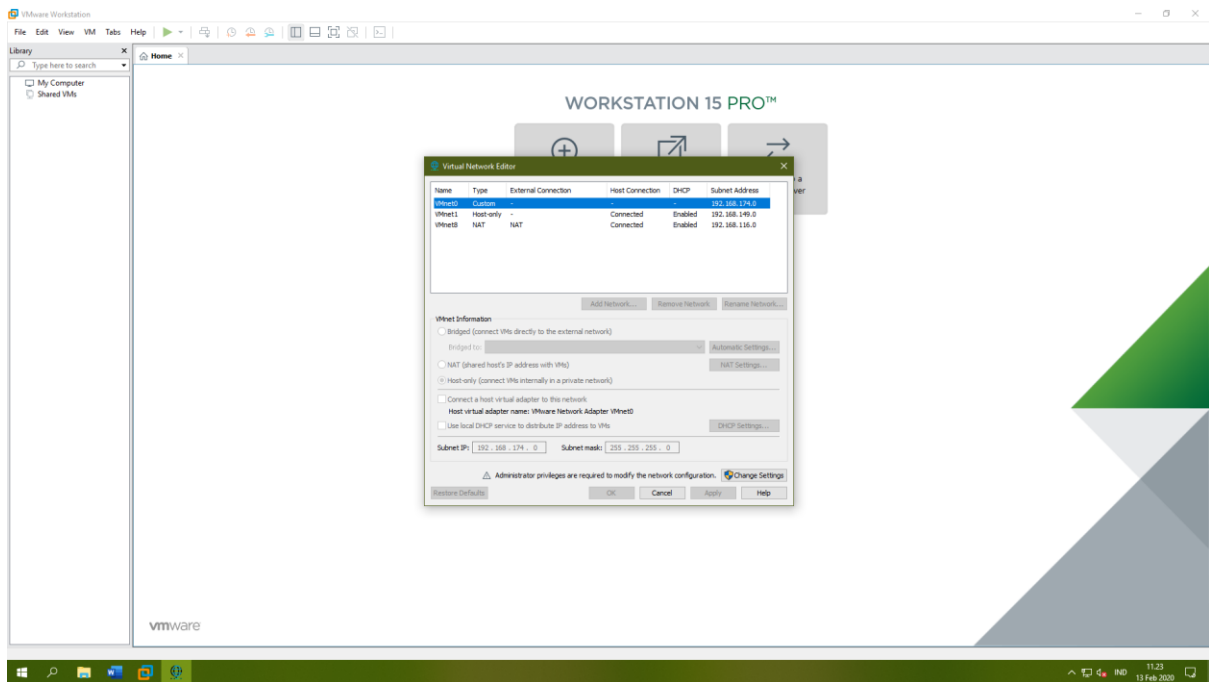 VMware Workstation
File Edit View VM Tabs Help
Library
Type here to search
My Computer
Shared VMs
Home
WORKSTATION 15 PRO™
a
ver
Virtual Network Editor
Name Type External Connection Host Connection DHCP Subnet Address
VMnet0 Custom - - - 192.168.174.0
VMnet1 Host-only - Connected Enabled 192.168.149.0
VMnet8 NAT NAT Connected Enabled 192.168.116.0
Add Network... Remove Network Rename Network...
VMnet Information
Bridged (connect VMs directly to the external network)
Bridged to: Automatic Settings...
NAT (shared host's IP address with VMs) NAT Settings...
Host-only (connect VMs internally in a private network)
Connect a host virtual adapter to this network
Host virtual adapter name: VMware Network Adapter VMnet0
Use local DHCP service to distribute IP address to VMs DHCP Settings...
Subnet IP: 192 . 168 . 174 . 0 Subnet mask: 255 . 255 . 255 . 0
Administrator privileges are required to modify the network configuration. Change Settings
Restore Defaults OK Cancel Apply Help
vmware
IND 11.23
13 Feb 2020